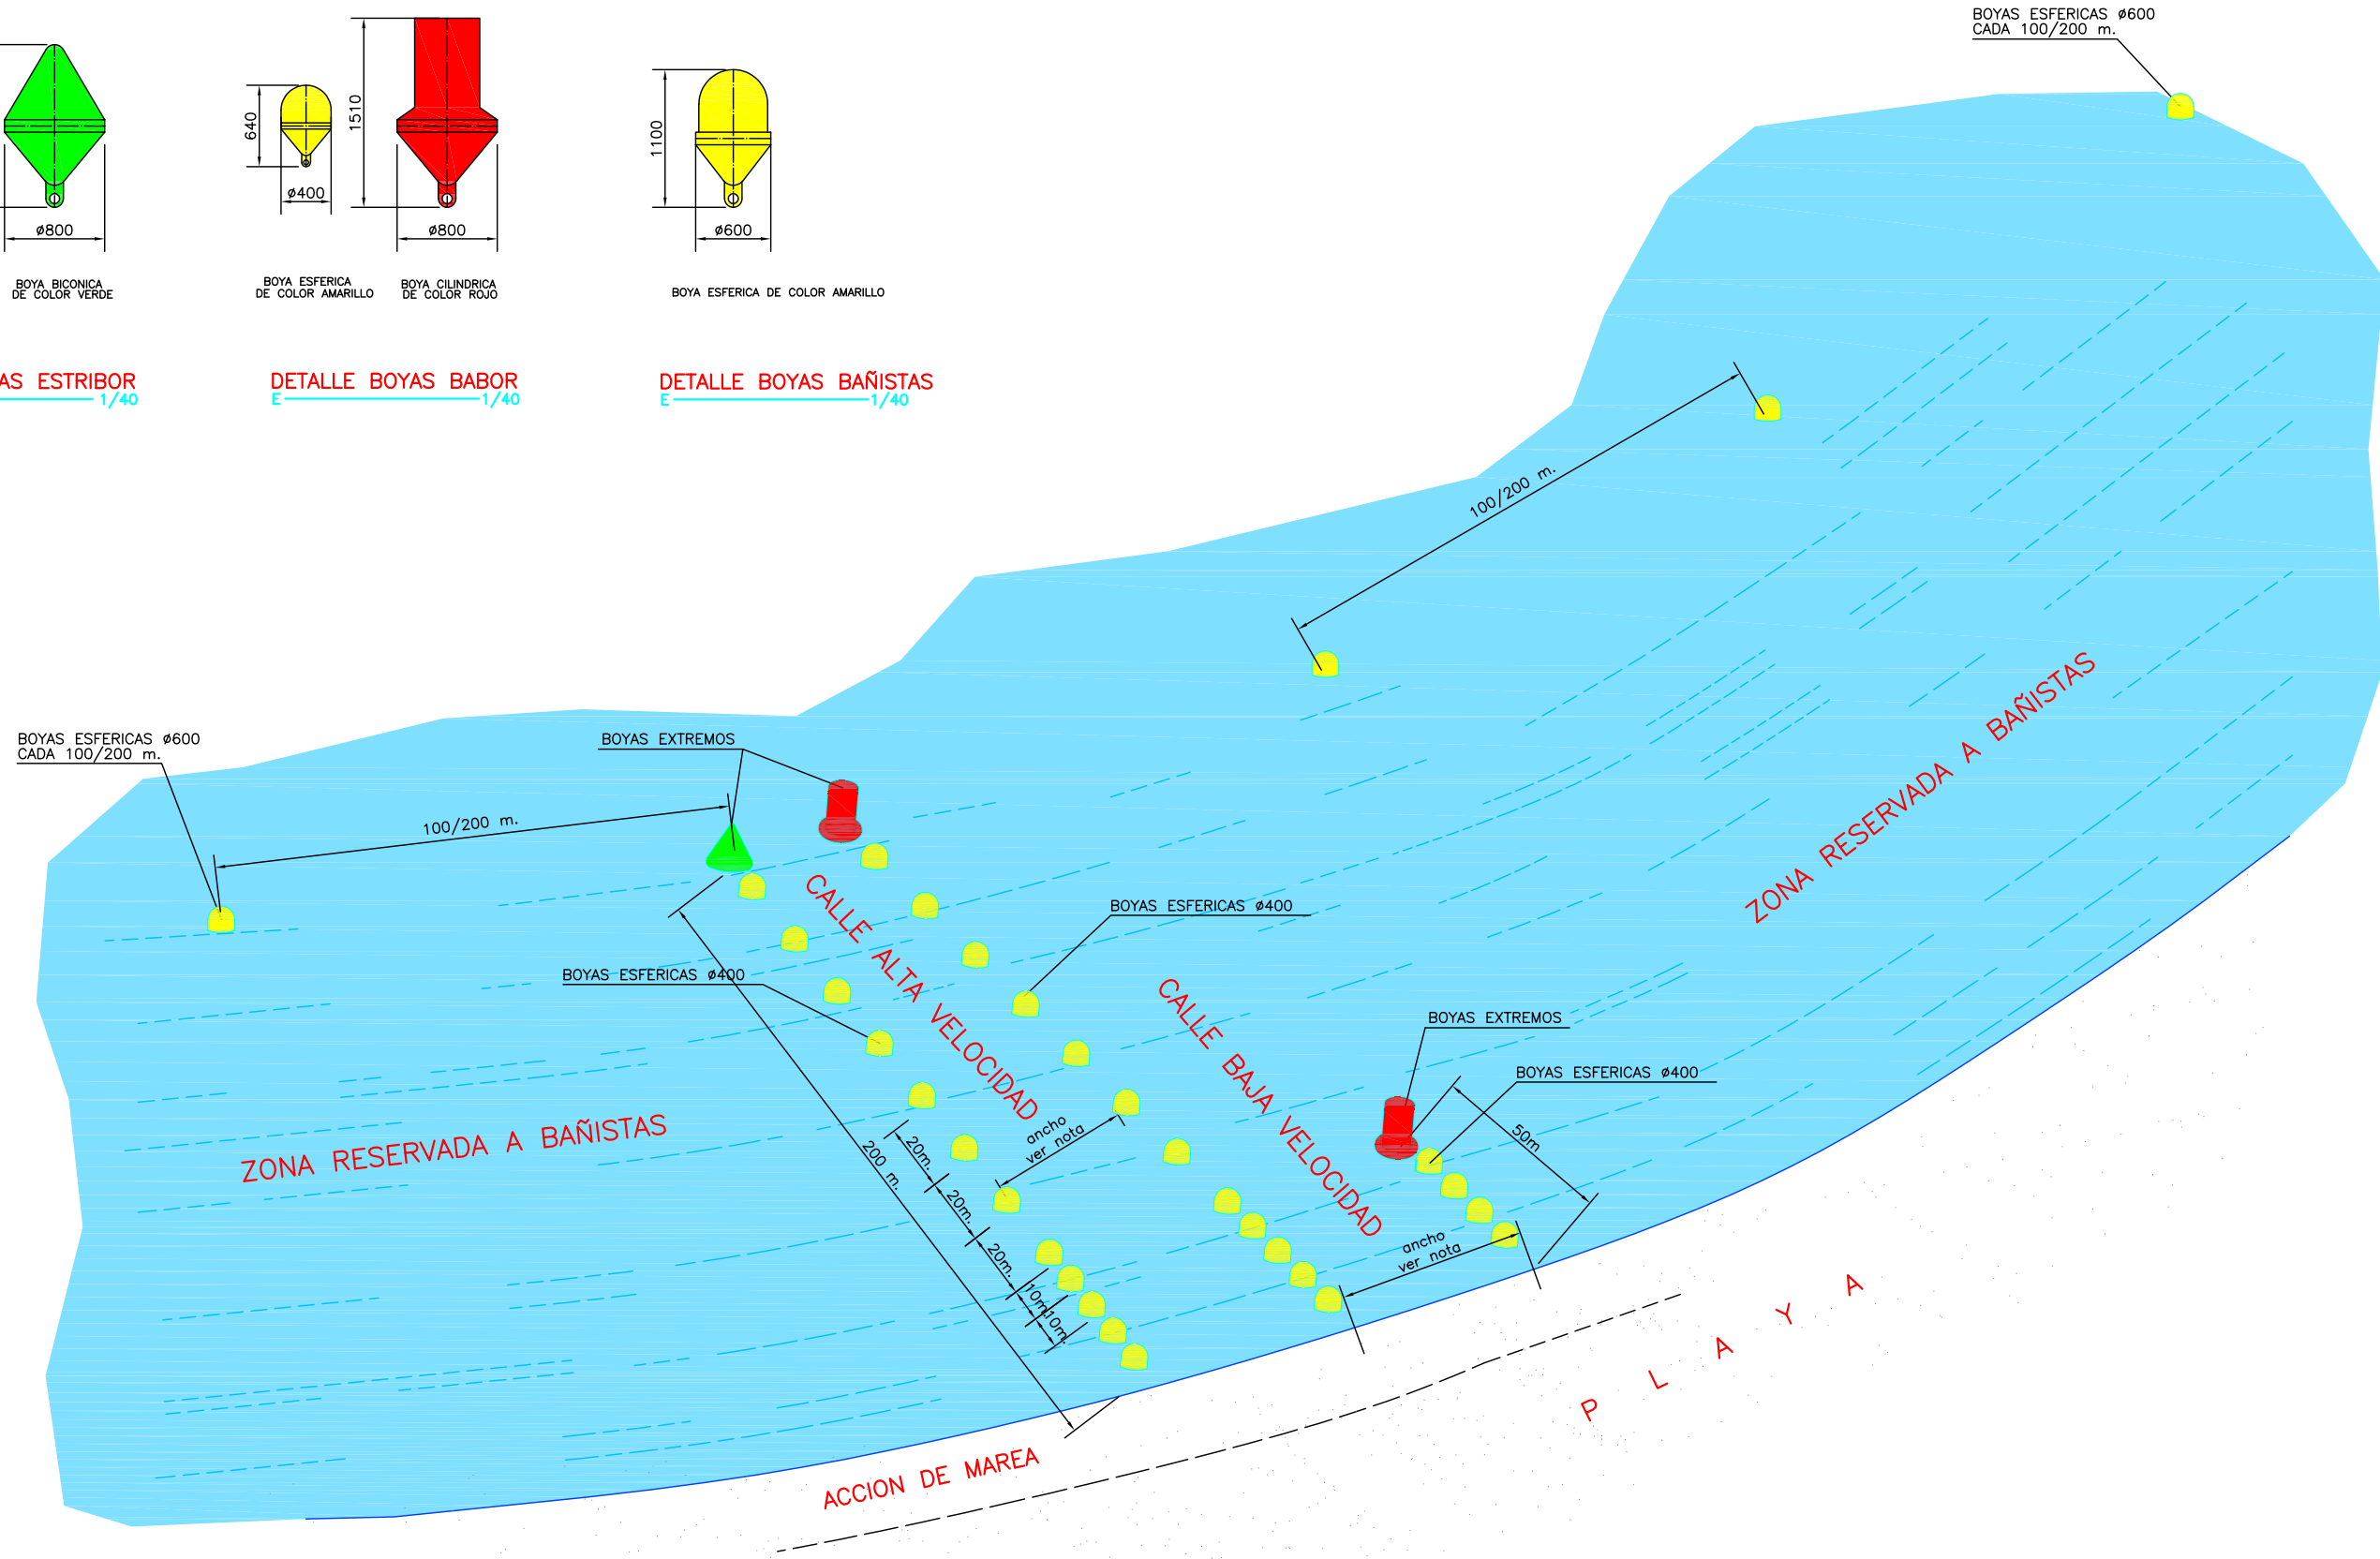 BOYAS ESFERICAS ø600
CADA 100/200 m.
640
ø400
1510
ø800
1100
ø600
ø800
BOYA BICONICA
DE COLOR VERDE
BOYA ESFERICA
DE COLOR AMARILLO
BOYA CILINDRICA
DE COLOR ROJO
BOYA ESFERICA DE COLOR AMARILLO
AS ESTRIBOR
1/40
DETALLE BOYAS BABOR
E 1/40
DETALLE BOYAS BAÑISTAS
E 1/40
100/200 m.
ZONA RESERVADA A BAÑISTAS
BOYAS ESFERICAS ø600
CADA 100/200 m.
BOYAS EXTREMOS
100/200 m.
CALLE ALTA VELOCIDAD
BOYAS ESFERICAS ø400
BOYAS ESFERICAS ø400
CALLE BAJA VELOCIDAD
BOYAS EXTREMOS
BOYAS ESFERICAS ø400
50m
ZONA RESERVADA A BAÑISTAS
200 m.
20m.
20m.
20m.
10m.
10m.
ancho
ver nota
ancho
ver nota
PLAYA
ACCION DE MAREA